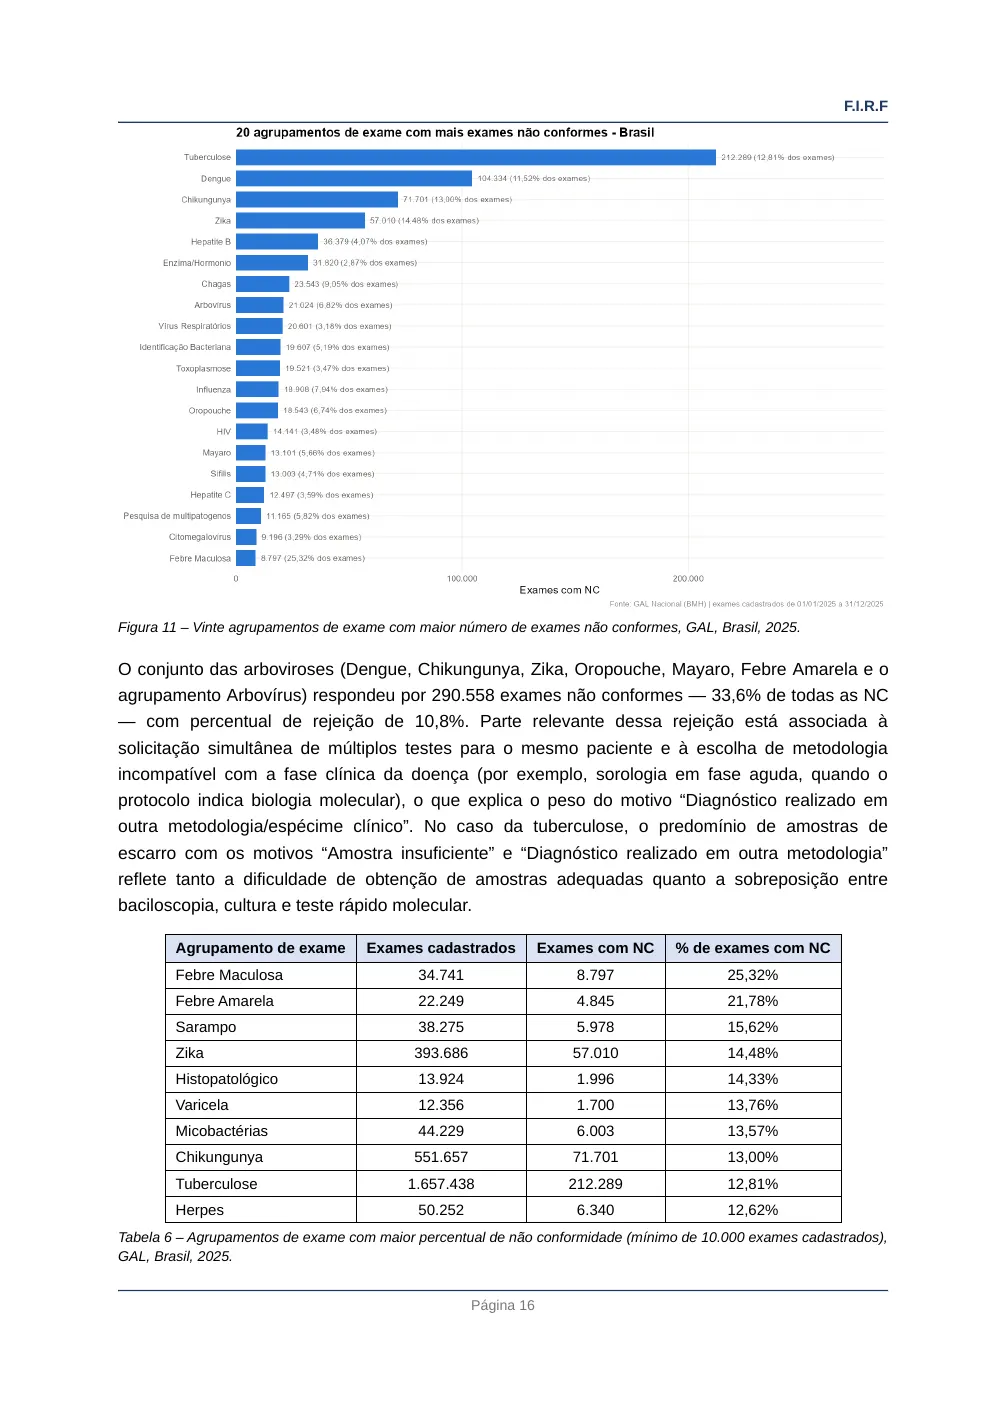 F.I.R.F
20 agrupamentos de exame com mais exames não conformes - Brasil
Tuberculose 212.289 (12,81% dos exames)
Dengue 104.334 (11,52% dos exames)
Chikungunya 71.701 (13,00% dos exames)
Zika 57.010 (14,48% dos exames)
Hepatite B 36.379 (4,07% dos exames)
Enzima/Hormonio 31.820 (2,87% dos exames)
Chagas 23.543 (9,05% dos exames)
Arbovirus 21.024 (6,82% dos exames)
Vírus Respiratórios 20.601 (3,18% dos exames)
Identificação Bacteriana 19.607 (5,19% dos exames)
Toxoplasmose 19.521 (3,47% dos exames)
Influenza 18.908 (7,94% dos exames)
Oropouche 18.543 (6,74% dos exames)
HIV 14.141 (3,48% dos exames)
Mayaro 13.101 (5,66% dos exames)
Sífilis 13.003 (4,71% dos exames)
Hepatite C 12.497 (3,59% dos exames)
Pesquisa de multipatogenos 11.165 (5,82% dos exames)
Citomegalovírus 9.196 (3,29% dos exames)
Febre Maculosa 8.797 (25,32% dos exames)
0 100.000 200.000
Exames com NC
Fonte: GAL Nacional (BMH) | exames cadastrados de 01/01/2025 a 31/12/2025
Figura 11 – Vinte agrupamentos de exame com maior número de exames não conformes, GAL, Brasil, 2025.
O conjunto das arboviroses (Dengue, Chikungunya, Zika, Oropouche, Mayaro, Febre Amarela e o
agrupamento Arbovírus) respondeu por 290.558 exames não conformes — 33,6% de todas as NC
— com percentual de rejeição de 10,8%. Parte relevante dessa rejeição está associada à
solicitação simultânea de múltiplos testes para o mesmo paciente e à escolha de metodologia
incompatível com a fase clínica da doença (por exemplo, sorologia em fase aguda, quando o
protocolo indica biologia molecular), o que explica o peso do motivo “Diagnóstico realizado em
outra metodologia/espécime clínico”. No caso da tuberculose, o predomínio de amostras de
escarro com os motivos “Amostra insuficiente” e “Diagnóstico realizado em outra metodologia”
reflete tanto a dificuldade de obtenção de amostras adequadas quanto a sobreposição entre
baciloscopia, cultura e teste rápido molecular.
Agrupamento de exame Exames cadastrados Exames com NC % de exames com NC
Febre Maculosa 34.741 8.797 25,32%
Febre Amarela 22.249 4.845 21,78%
Sarampo 38.275 5.978 15,62%
Zika 393.686 57.010 14,48%
Histopatológico 13.924 1.996 14,33%
Varicela 12.356 1.700 13,76%
Micobactérias 44.229 6.003 13,57%
Chikungunya 551.657 71.701 13,00%
Tuberculose 1.657.438 212.289 12,81%
Herpes 50.252 6.340 12,62%
Tabela 6 – Agrupamentos de exame com maior percentual de não conformidade (mínimo de 10.000 exames cadastrados),
GAL, Brasil, 2025.
Página 16